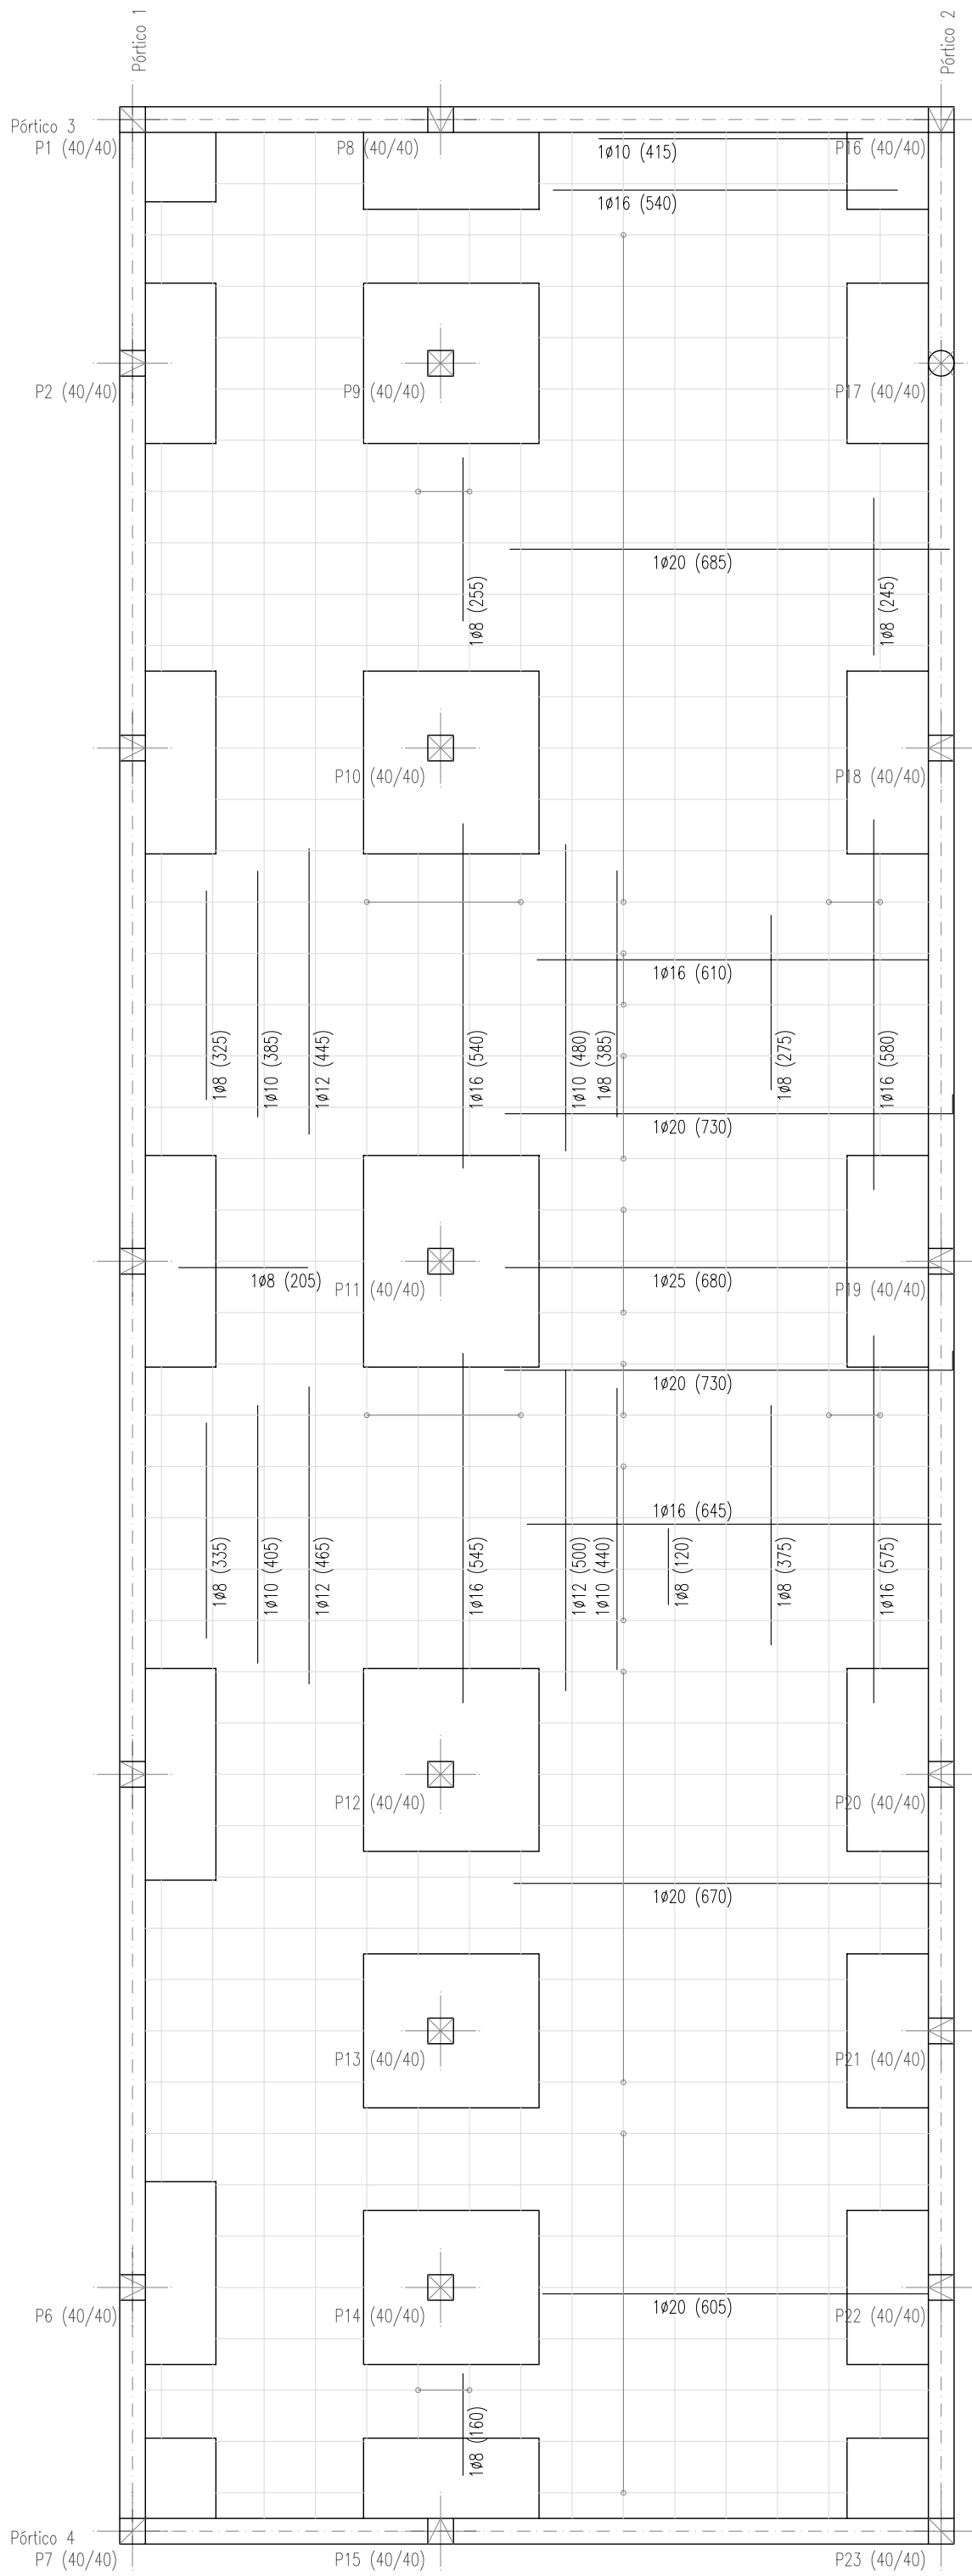 Pórtico 1
Pórtico 2
Pórtico 3
P1 (40/40)
P8 (40/40)
1ø10 (415)
P16 (40/40)
1ø16 (540)
P2 (40/40)
P9 (40/40)
P17 (40/40)
1ø20 (685)
1ø8 (255)
1ø8 (245)
P10 (40/40)
P18 (40/40)
1ø16 (610)
1ø8 (325)
1ø10 (385)
1ø12 (445)
1ø16 (540)
1ø10 (480)
1ø8 (385)
1ø8 (275)
1ø16 (580)
1ø20 (730)
1ø8 (205)
P11 (40/40)
1ø25 (680)
P19 (40/40)
1ø20 (730)
1ø16 (645)
1ø8 (335)
1ø10 (405)
1ø12 (465)
1ø16 (545)
1ø12 (500)
1ø10 (440)
1ø8 (120)
1ø8 (375)
1ø16 (575)
P12 (40/40)
P20 (40/40)
1ø20 (670)
P13 (40/40)
P21 (40/40)
P6 (40/40)
P14 (40/40)
1ø20 (605)
P22 (40/40)
1ø8 (160)
Pórtico 4
P7 (40/40)
P15 (40/40)
P23 (40/40)